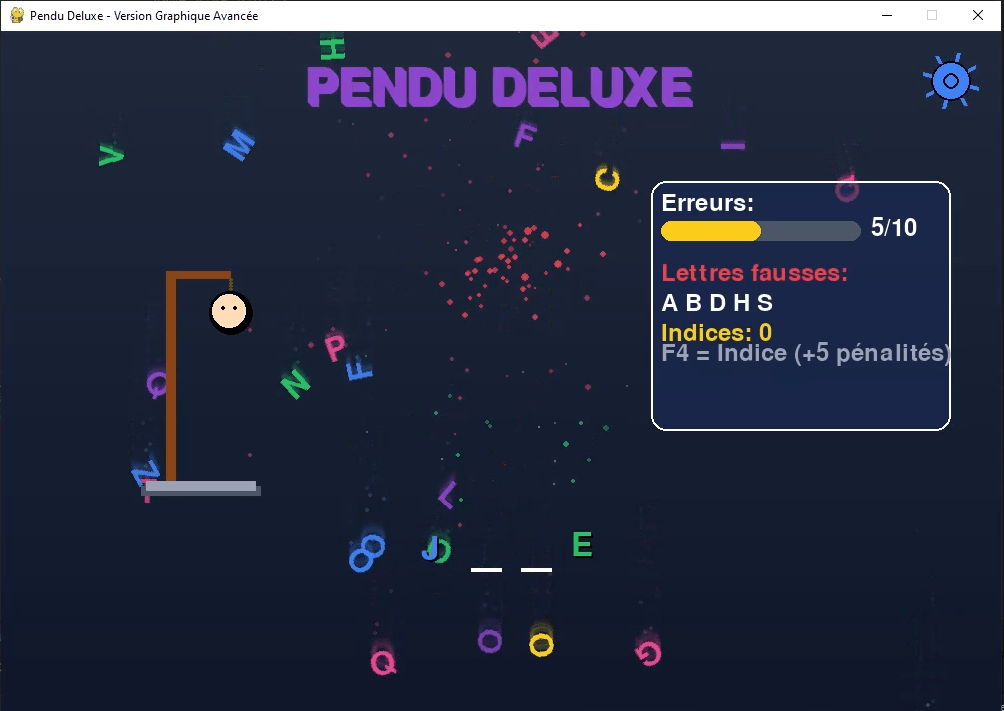 Pendu Deluxe - Version Graphique Avancée
H E
PENDU DELUXE
V M F I
C
G
Erreurs:
5/10
Lettres fausses:
A B D H S
Indices: 0
F4 = Indice (+5 pénalités)
P
Q N F
Z
L
O O J O _ _ E
Q O O G